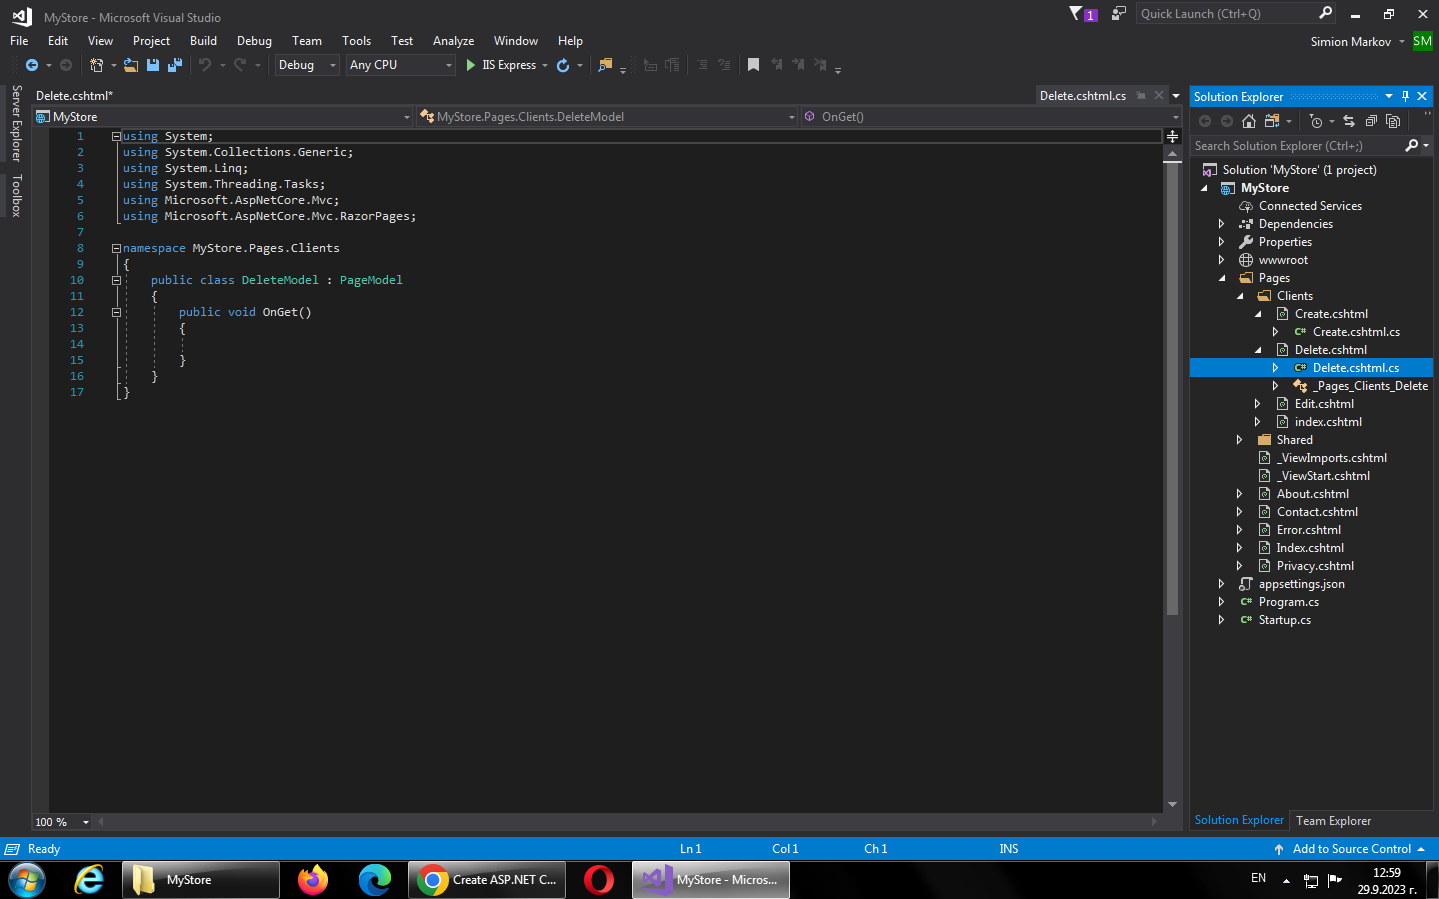 MyStore - Microsoft Visual Studio
1
Quick Launch (Ctrl+Q)
File Edit View Project Build Debug Team Tools Test Analyze Window Help
Simion Markov
SM
Debug
Any CPU
IIS Express
Server Explorer
Toolbox
Delete.cshtml*
Delete.cshtml.cs
MyStore
MyStore.Pages.Clients.DeleteModel
OnGet()
1 using System;
2 using System.Collections.Generic;
3 using System.Linq;
4 using System.Threading.Tasks;
5 using Microsoft.AspNetCore.Mvc;
6 using Microsoft.AspNetCore.Mvc.RazorPages;
7
8 namespace MyStore.Pages.Clients
9 {
10 public class DeleteModel : PageModel
11 {
12 public void OnGet()
13 {
14
15 }
16 }
17 }
100 %
Solution Explorer
Search Solution Explorer (Ctrl+;)
Solution 'MyStore' (1 project)
MyStore
Connected Services
Dependencies
Properties
wwwroot
Pages
Clients
Create.cshtml
C# Create.cshtml.cs
Delete.cshtml
C# Delete.cshtml.cs
_Pages_Clients_Delete
Edit.cshtml
index.cshtml
Shared
_ViewImports.cshtml
_ViewStart.cshtml
About.cshtml
Contact.cshtml
Error.cshtml
Index.cshtml
Privacy.cshtml
appsettings.json
C# Program.cs
C# Startup.cs
Solution Explorer
Team Explorer
Ready
Ln 1
Col 1
Ch 1
INS
Add to Source Control
MyStore
Create ASP.NET C...
MyStore - Micros...
EN
12:59
29.9.2023 г.